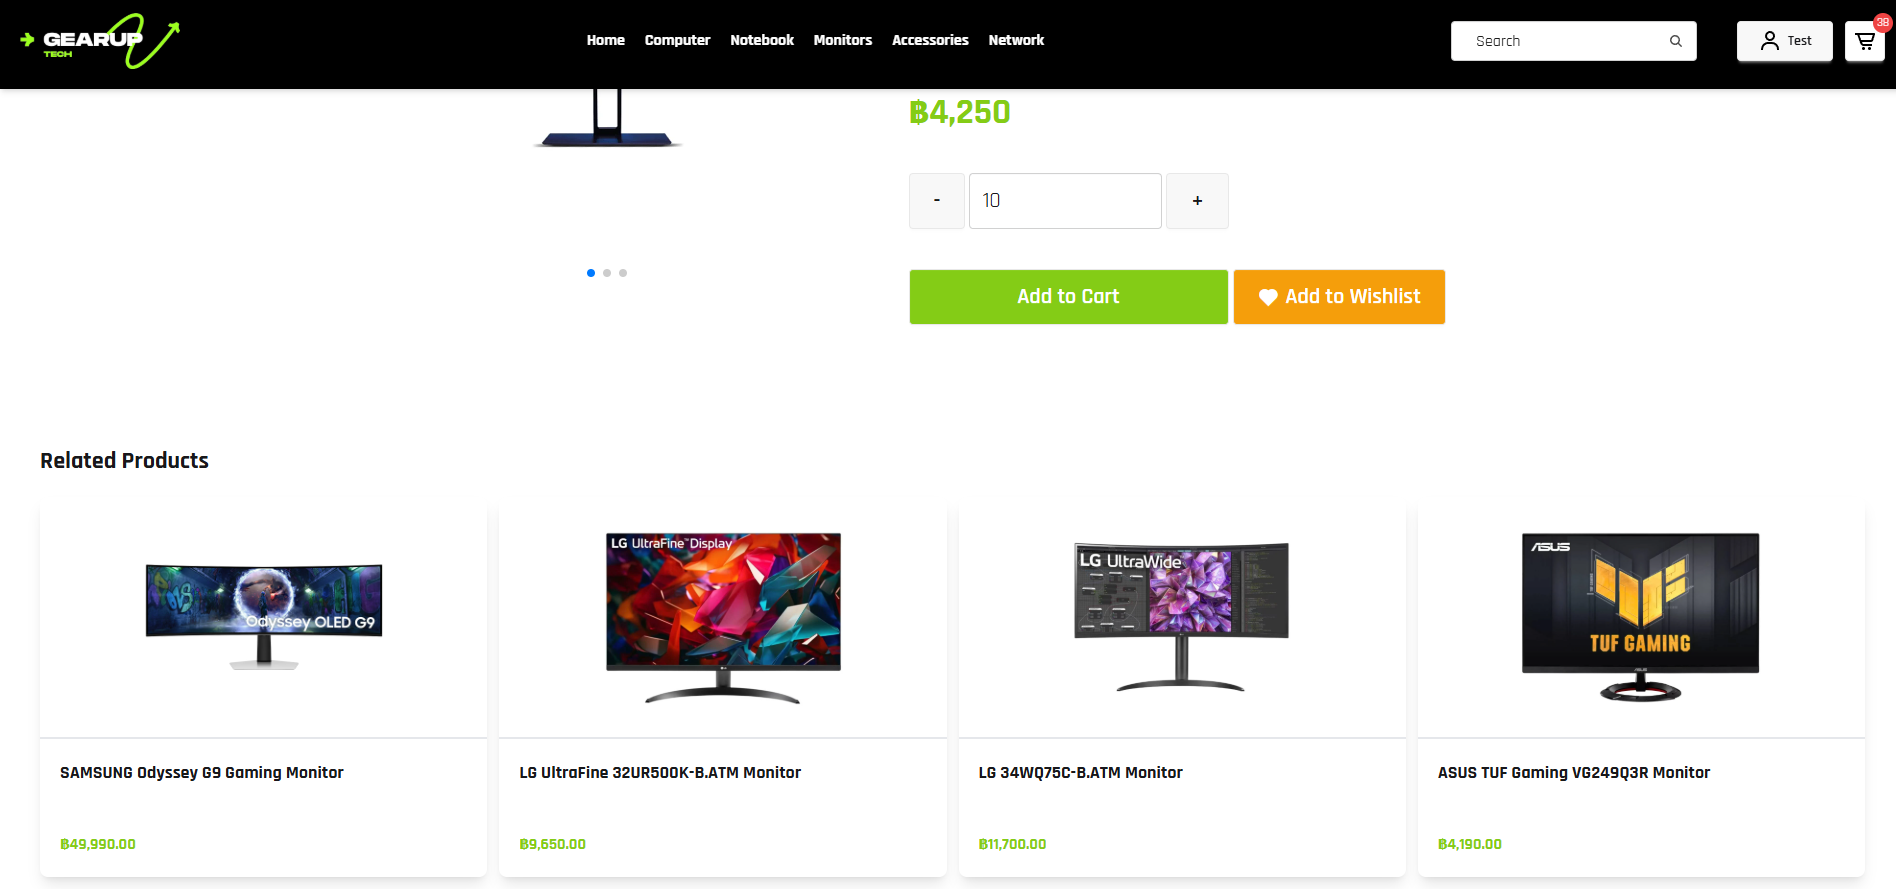 GEARUP
TECH
Home Computer Notebook Monitors Accessories Network
Search
Test
38
฿4,250
- 10 +
Add to Cart
Add to Wishlist
Related Products
Odyssey OLED G9
LG UltraFine™ Display
LG UltraWide™
ASUS
TUF GAMING
SAMSUNG Odyssey G9 Gaming Monitor
฿49,990.00
LG UltraFine 32UR500K-B.ATM Monitor
฿9,650.00
LG 34WQ75C-B.ATM Monitor
฿11,700.00
ASUS TUF Gaming VG249Q3R Monitor
฿4,190.00